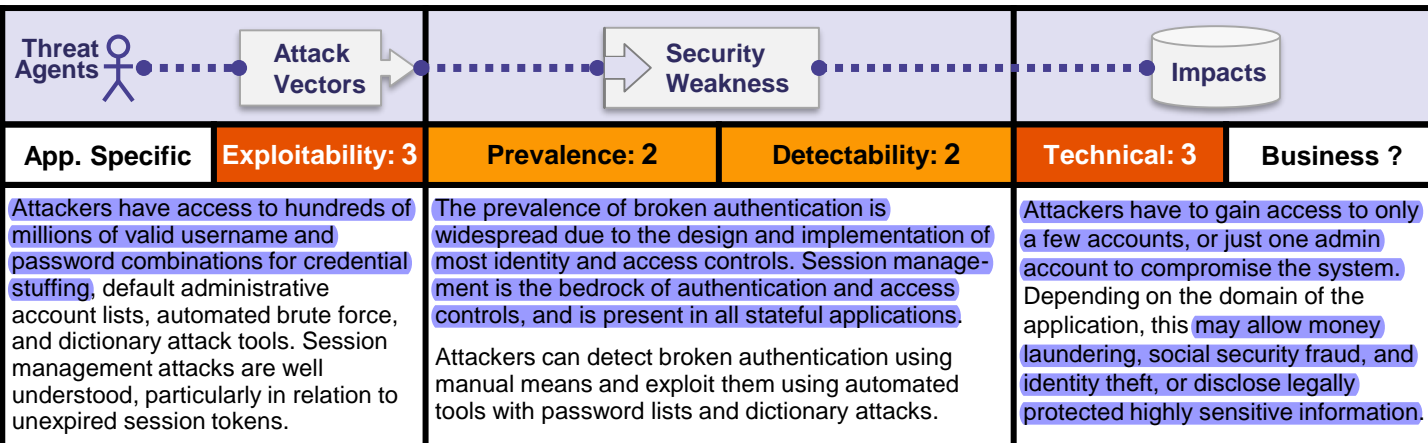 Threat
Agents
Attack
Vectors
Security
Weakness
Impacts
App. Specific
Exploitability: 3
Prevalence: 2
Detectability: 2
Technical: 3
Business ?
Attackers have access to hundreds of
millions of valid username and
password combinations for credential
stuffing, default administrative
account lists, automated brute force,
and dictionary attack tools. Session
management attacks are well
understood, particularly in relation to
unexpired session tokens.
The prevalence of broken authentication is
widespread due to the design and implementation of
most identity and access controls. Session manage-
ment is the bedrock of authentication and access
controls, and is present in all stateful applications.
Attackers can detect broken authentication using
manual means and exploit them using automated
tools with password lists and dictionary attacks.
Attackers have to gain access to only
a few accounts, or just one admin
account to compromise the system.
Depending on the domain of the
application, this may allow money
laundering, social security fraud, and
identity theft, or disclose legally
protected highly sensitive information.